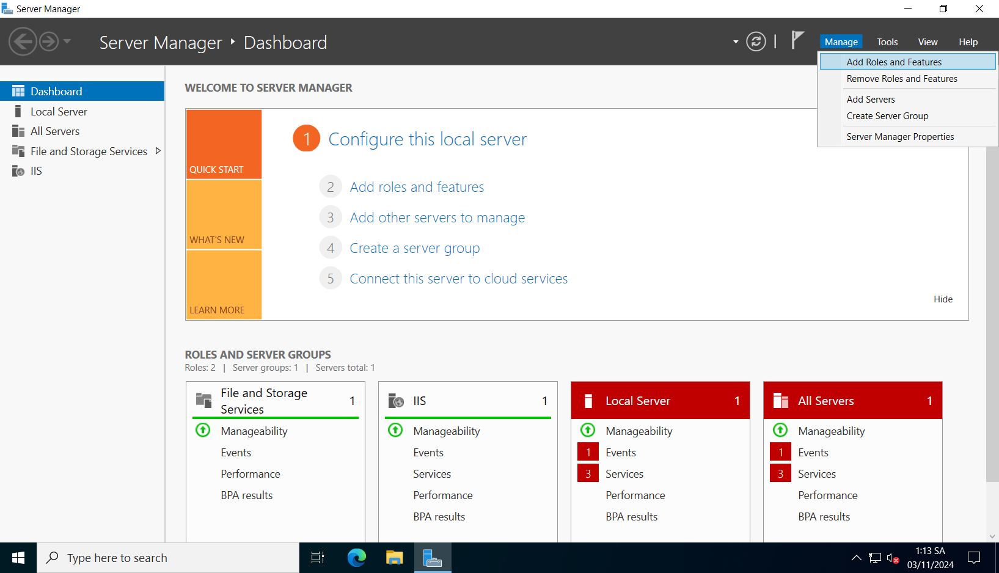 Server Manager
Server Manager ‣ Dashboard
Manage Tools View Help
Add Roles and Features
Remove Roles and Features
Add Servers
Create Server Group
Server Manager Properties
Dashboard
Local Server
All Servers
File and Storage Services
IIS
WELCOME TO SERVER MANAGER
QUICK START
WHAT'S NEW
LEARN MORE
1 Configure this local server
2 Add roles and features
3 Add other servers to manage
4 Create a server group
5 Connect this server to cloud services
Hide
ROLES AND SERVER GROUPS
Roles: 2 | Server groups: 1 | Servers total: 1
File and Storage
Services 1
Manageability
Events
Performance
BPA results
IIS 1
Manageability
Events
Services
Performance
BPA results
Local Server 1
Manageability
1 Events
3 Services
Performance
BPA results
All Servers 1
Manageability
1 Events
3 Services
Performance
BPA results
Type here to search
1:13 SA
03/11/2024